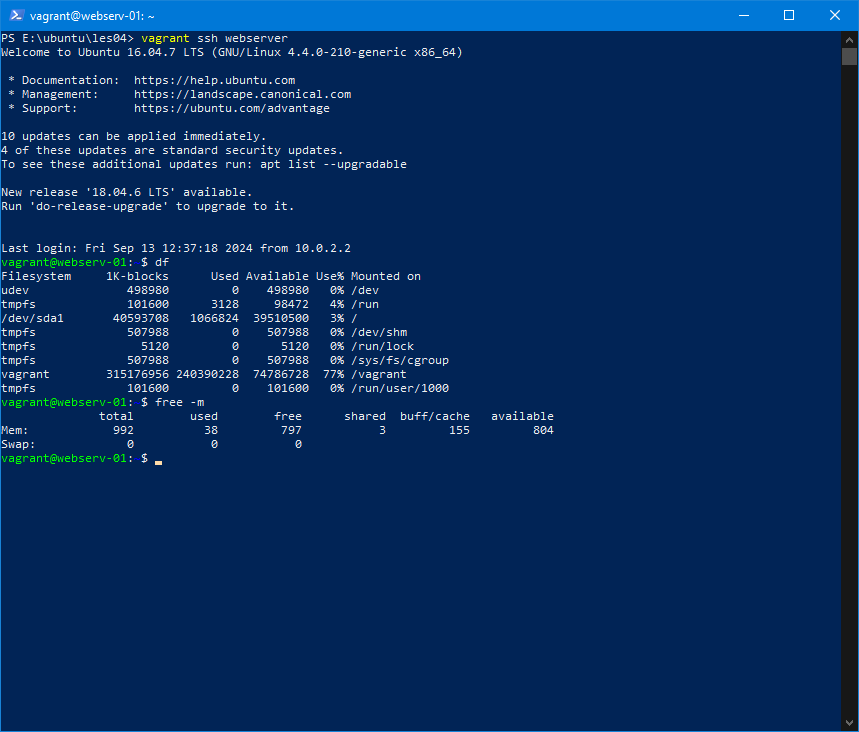 vagrant@webserv-01: ~
PS E:\ubuntu\les04> vagrant ssh webserver
Welcome to Ubuntu 16.04.7 LTS (GNU/Linux 4.4.0-210-generic x86_64)

 * Documentation:  https://help.ubuntu.com
 * Management:     https://landscape.canonical.com
 * Support:        https://ubuntu.com/advantage

10 updates can be applied immediately.
4 of these updates are standard security updates.
To see these additional updates run: apt list --upgradable

New release '18.04.6 LTS' available.
Run 'do-release-upgrade' to upgrade to it.


Last login: Fri Sep 13 12:37:18 2024 from 10.0.2.2
vagrant@webserv-01: $ df
Filesystem     1K-blocks      Used Available Use% Mounted on
udev              498980         0    498980   0% /dev
tmpfs             101600      3128     98472   4% /run
/dev/sda1       40593708   1066824  39510500   3% /
tmpfs             507988         0    507988   0% /dev/shm
tmpfs               5120         0      5120   0% /run/lock
tmpfs             507988         0    507988   0% /sys/fs/cgroup
vagrant        315176956 240390228  74786728  77% /vagrant
tmpfs             101600         0    101600   0% /run/user/1000
vagrant@webserv-01: $ free -m
              total        used        free      shared  buff/cache   available
Mem:            992          38         797           3         155         804
Swap:             0           0           0
vagrant@webserv-01: $